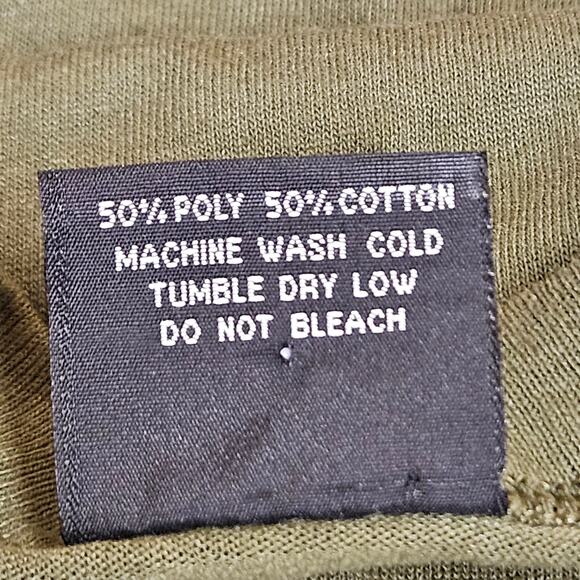 50% POLY 50% COTTON
MACHINE WASH COLD
TUMBLE DRY LOW
DO NOT BLEACH